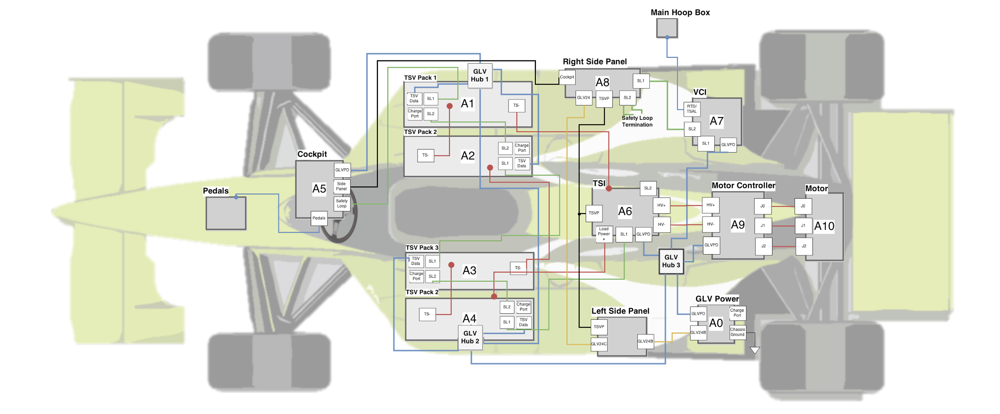 Main Hoop Box
Right Side Panel
Cockpit
A8
SL1
GLV24
TSVP
SL2
Safety Loop
Termination
VCI
RTD/
TSAL
A7
SL2
SL1
GLVPD
GLV
Hub 1
TSV Pack 1
TSV
Data
SL1
A1
TS-
Charge
Port
SL2
TSV Pack 2
TS-
A2
SL2
Charge
Port
SL1
TSV
Data
Cockpit
GLVPD
Side
Panel
A5
Safety
Loop
Pedals
Pedals
TSI
SL2
HV+
TSVP
A6
HV-
Load
Power
+
SL1
GLVPD
Motor Controller
HV+
J0
HV-
A9
J1
GLVPD
J2
Motor
J0
J1
A10
J2
GLV
Hub 3
TSV Pack 3
TSV
Data
SL1
A3
TS-
Charge
Port
SL2
TSV Pack 2
TS-
A4
SL2
Charge
Port
SL1
TSV
Data
GLV
Hub 2
Left Side Panel
TSVP
GLV24C
GLV24B
GLV Power
GLVPD
Charge
Port
A0
GLV24B
Chassis
Ground